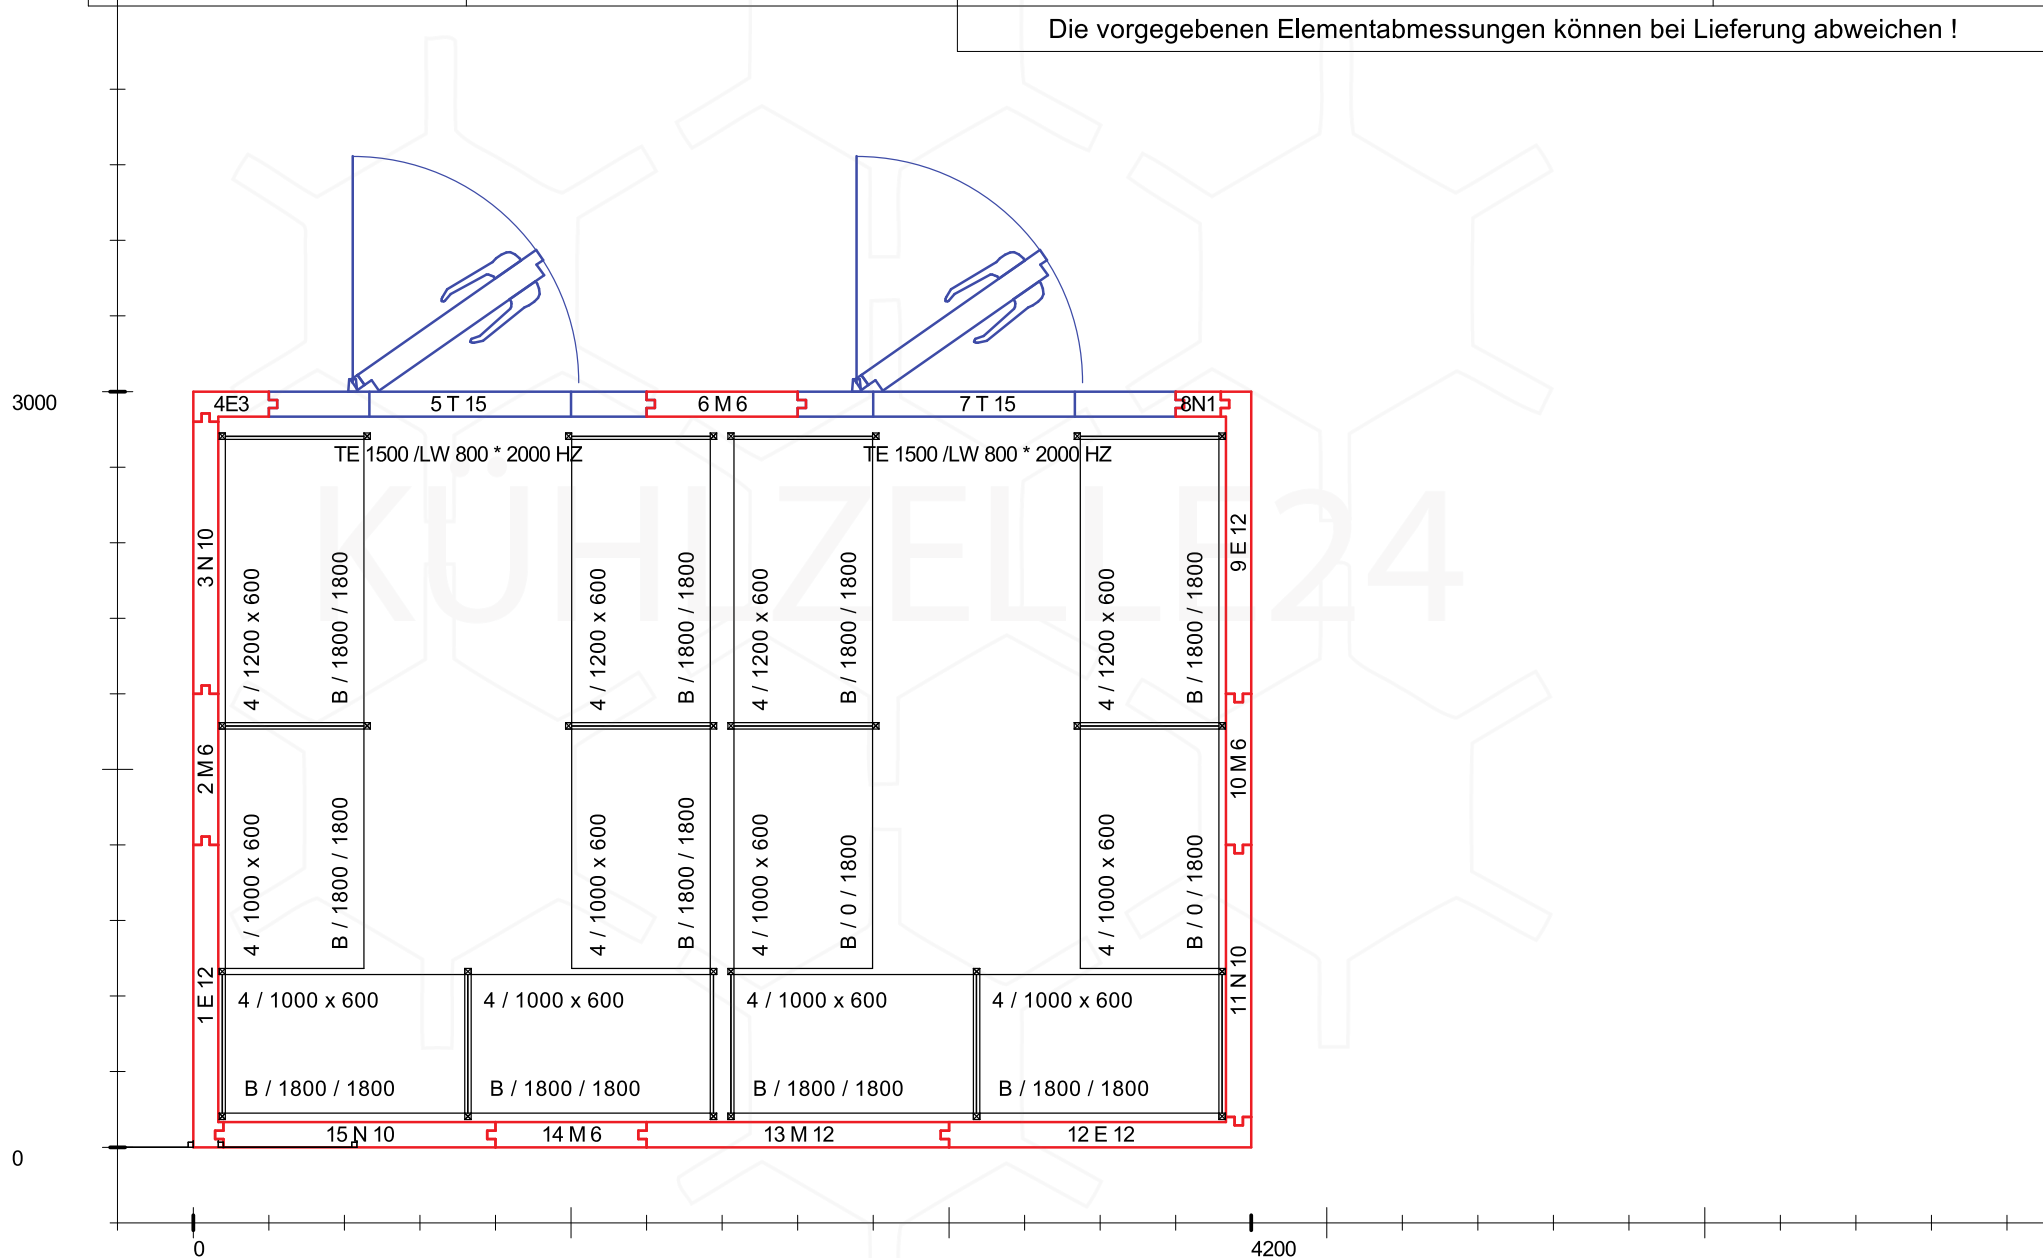 Die vorgegebenen Elementabmessungen können bei Lieferung abweichen !
3000
4E3
5 T 15
6 M 6
7 T 15
8N1
TE 1500 /LW 800 * 2000 HZ
TE 1500 /LW 800 * 2000 HZ
KÜHLZELLE24
3 N 10
4 / 1200 x 600
B / 1800 / 1800
4 / 1200 x 600
B / 1800 / 1800
4 / 1200 x 600
B / 1800 / 1800
4 / 1200 x 600
B / 1800 / 1800
9 E 12
2 M 6
10 M 6
4 / 1000 x 600
B / 1800 / 1800
4 / 1000 x 600
B / 1800 / 1800
4 / 1000 x 600
B / 0 / 1800
4 / 1000 x 600
B / 0 / 1800
1 E 12
11 N 10
4 / 1000 x 600
4 / 1000 x 600
4 / 1000 x 600
4 / 1000 x 600
B / 1800 / 1800
B / 1800 / 1800
B / 1800 / 1800
B / 1800 / 1800
15 N 10
14 M 6
13 M 12
12 E 12
0
0
4200